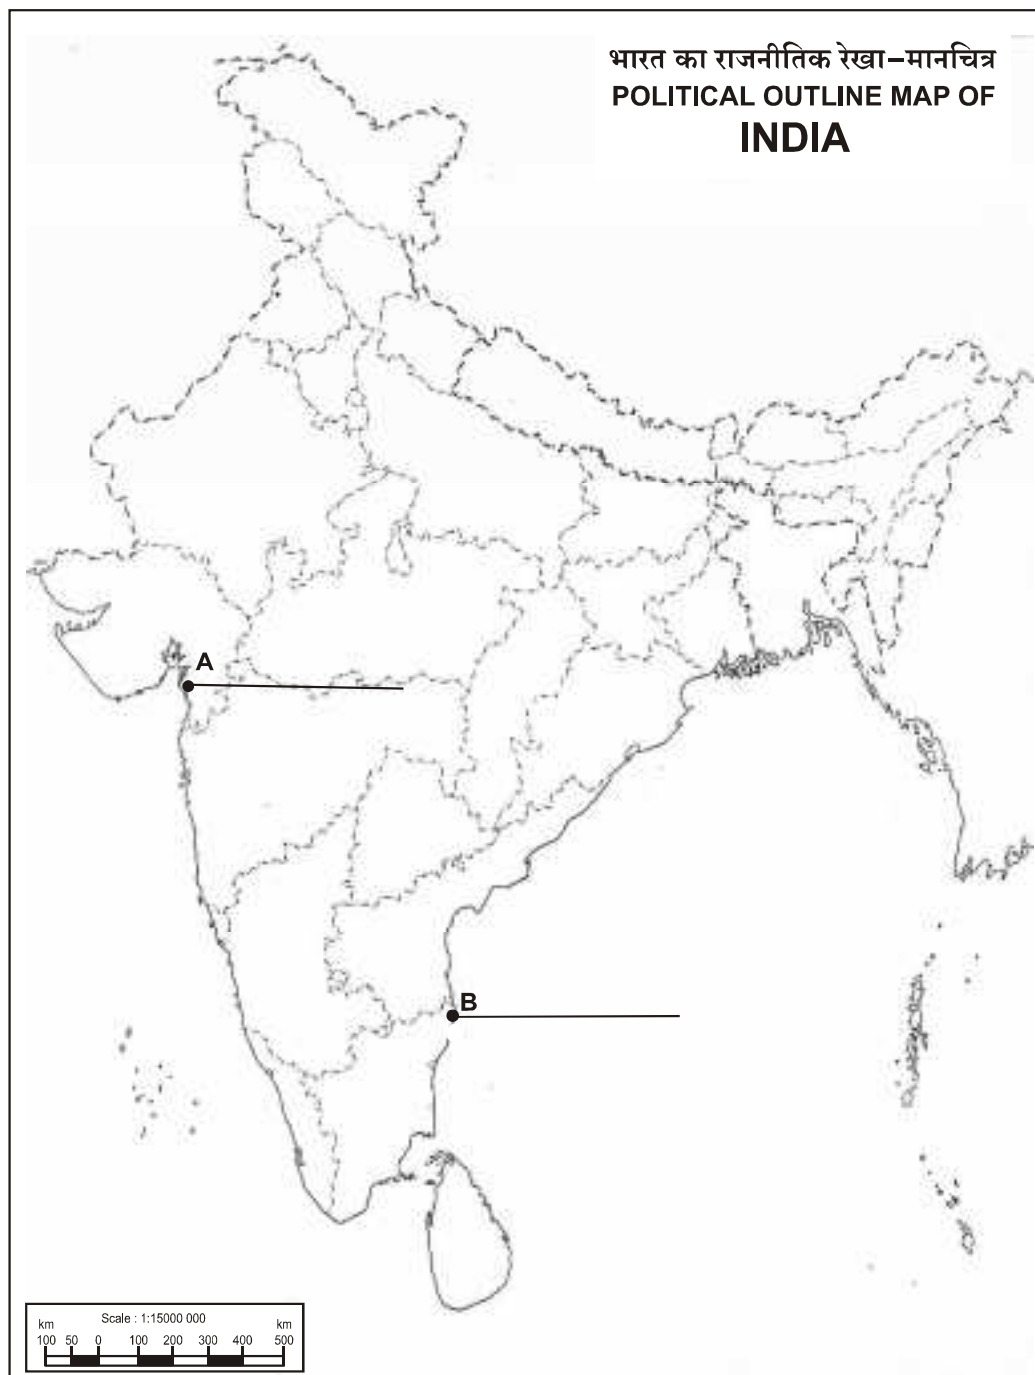 भारत का राजनीतिक रेखा-मानचित्र
POLITICAL OUTLINE MAP OF
INDIA
A
B
Scale : 1:15000 000
km km
100 50 0 100 200 300 400 500